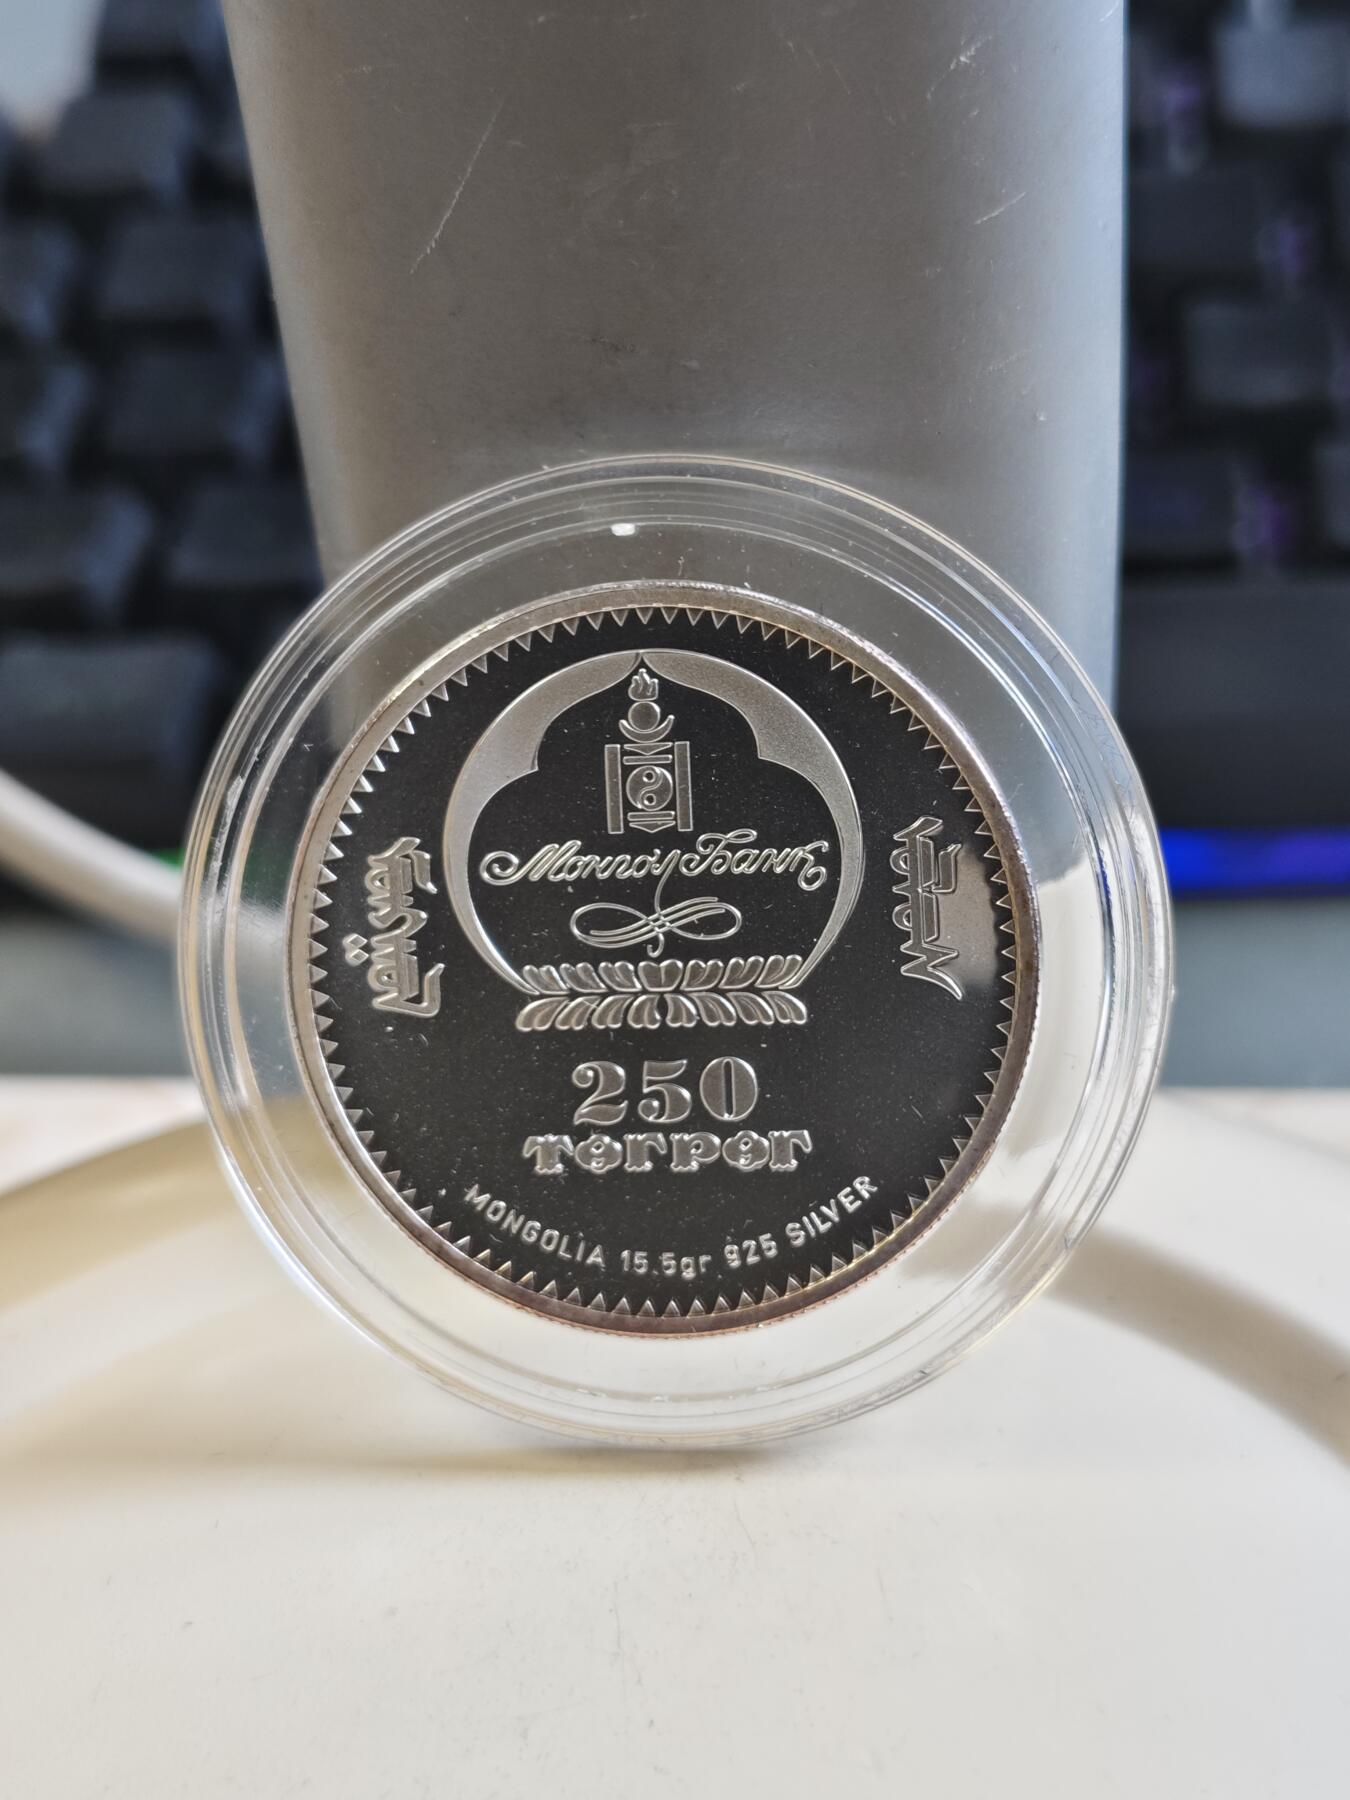 Монгол Банк
250
төгрөг
MONGOLIA 15.5gr 925 SILVER